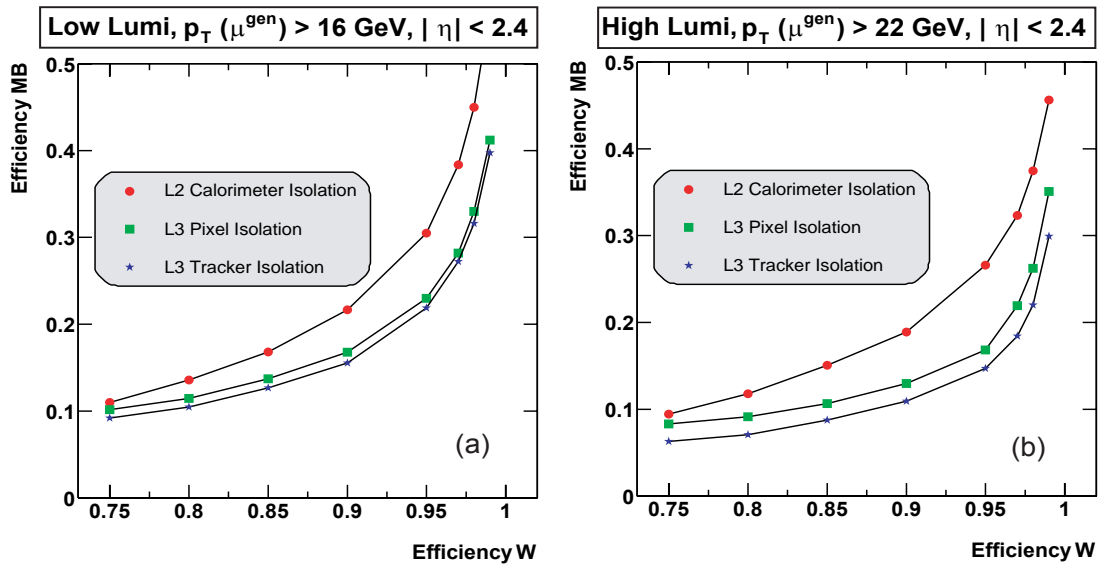 Low Lumi, p_T (μ^gen) > 16 GeV, | η| < 2.4
Efficiency MB
0.5
0.4
0.3
0.2
0.1
0
L2 Calorimeter Isolation
L3 Pixel Isolation
L3 Tracker Isolation
(a)
0.75 0.8 0.85 0.9 0.95 1
Efficiency W
High Lumi, p_T (μ^gen) > 22 GeV, | η| < 2.4
Efficiency MB
0.5
0.4
0.3
0.2
0.1
0
L2 Calorimeter Isolation
L3 Pixel Isolation
L3 Tracker Isolation
(b)
0.75 0.8 0.85 0.9 0.95 1
Efficiency W